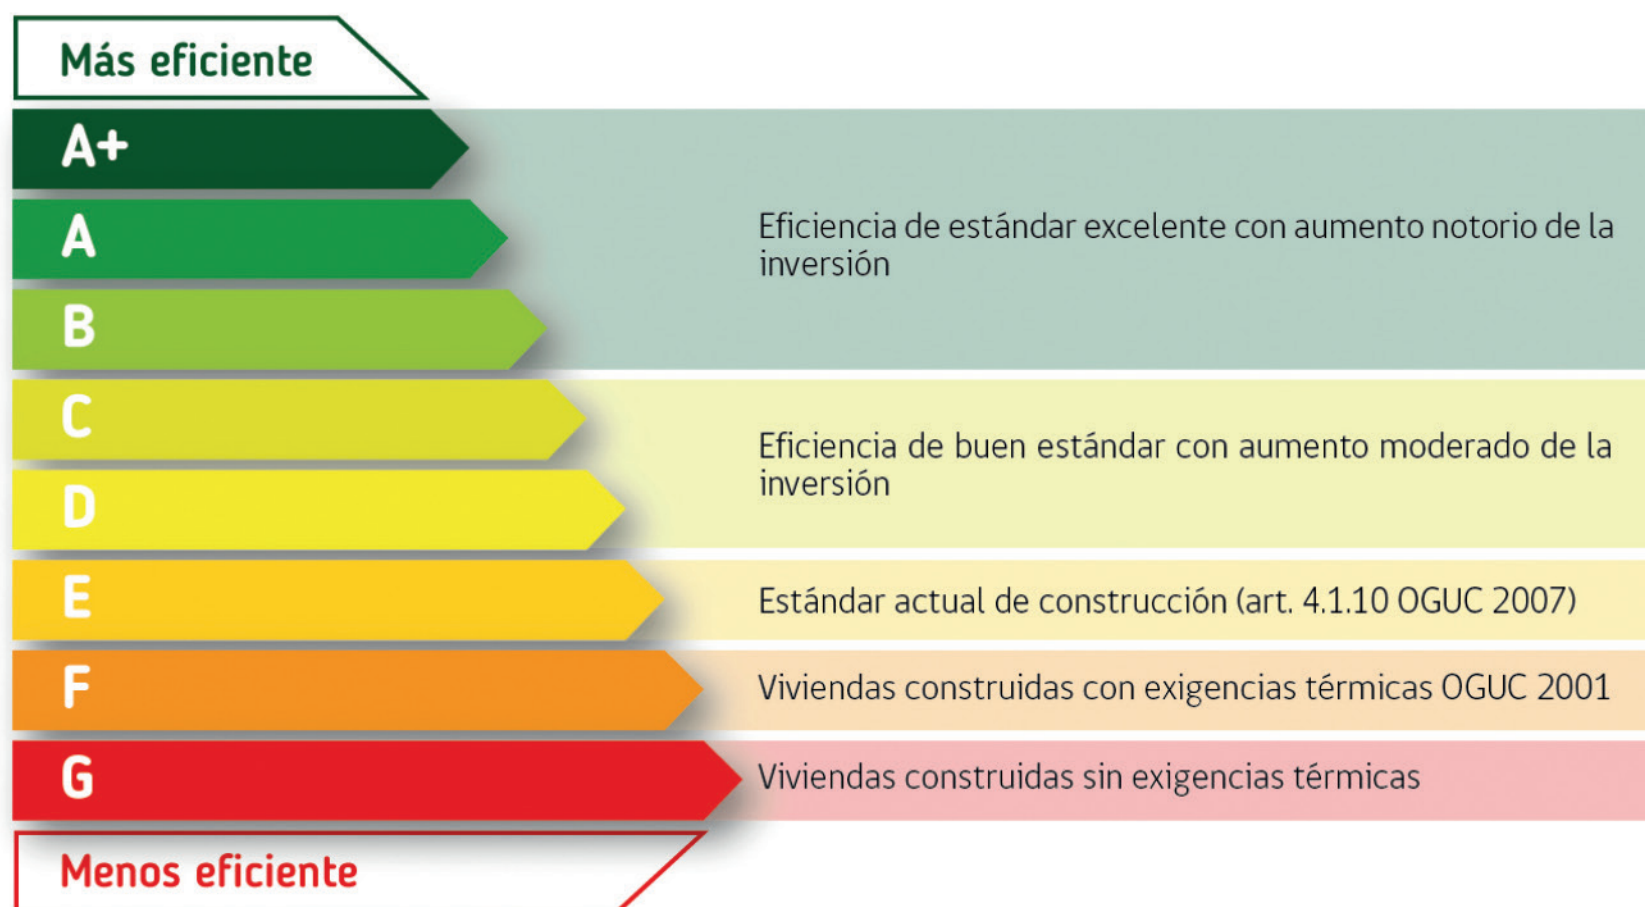 Más eficiente
A+
A
Eficiencia de estándar excelente con aumento notorio de la
inversión
B
C
Eficiencia de buen estándar con aumento moderado de la
inversión
D
E
Estándar actual de construcción (art. 4.1.10 OGUC 2007)
F
Viviendas construidas con exigencias térmicas OGUC 2001
G
Viviendas construidas sin exigencias térmicas
Menos eficiente